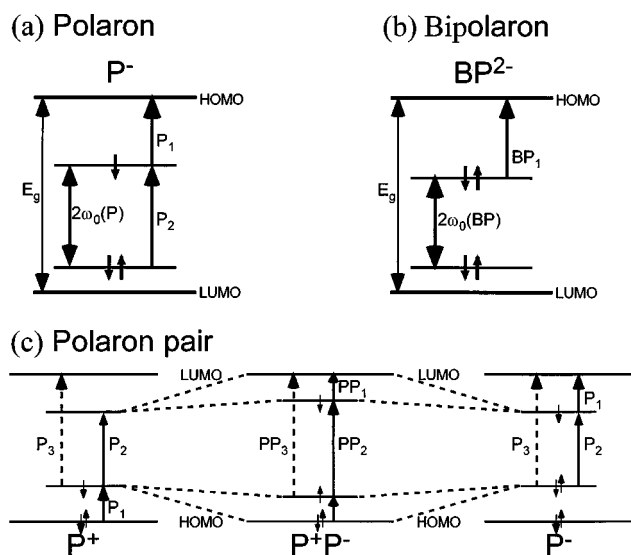 (a) Polaron
P⁻
HOMO
P₁
E_g
2ω₀(P)
P₂
LUMO
(b) Bipolaron
BP²⁻
HOMO
BP₁
E_g
2ω₀(BP)
LUMO
(c) Polaron pair
LUMO LUMO
PP₁
P₁
P₃ P₂ PP₃ PP₂ P₃ P₂
P₁
HOMO HOMO
P⁺ P⁺P⁻ P⁻